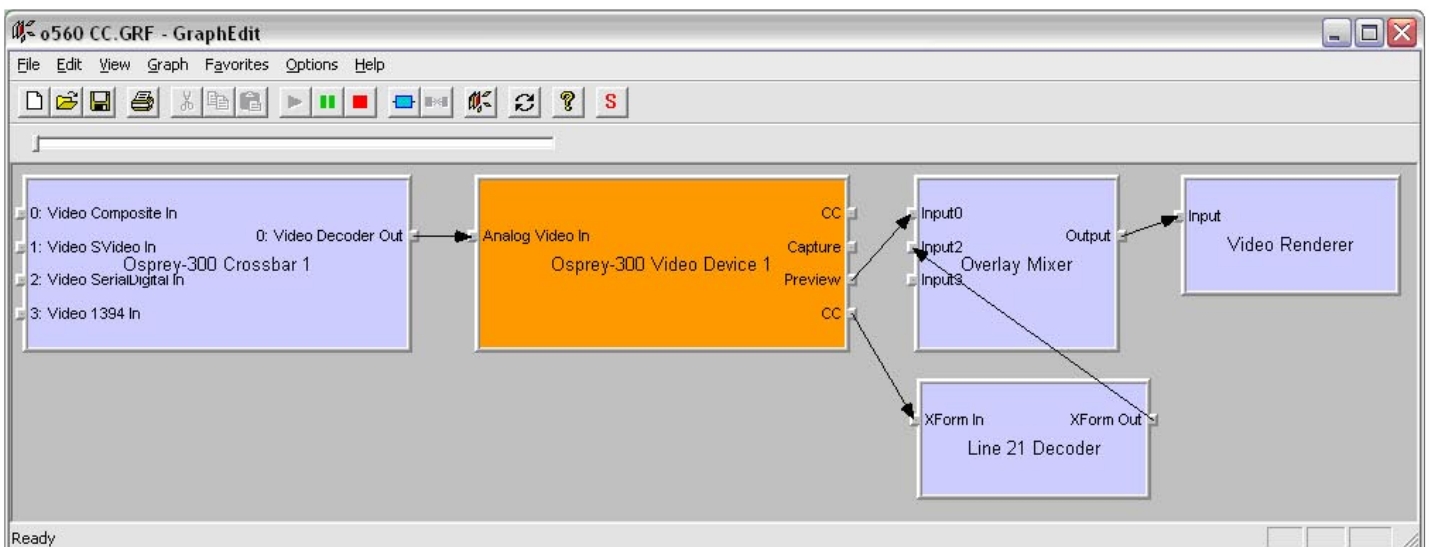 o560 CC.GRF - GraphEdit
File Edit View Graph Favorites Options Help
S
0: Video Composite In
1: Video SVideo In
2: Video SerialDigital In
3: Video 1394 In
0: Video Decoder Out
Osprey-300 Crossbar 1
Analog Video In
CC
Capture
Preview
CC
Osprey-300 Video Device 1
Input0
Input2
Input3
Output
Overlay Mixer
Input
Video Renderer
XForm In
XForm Out
Line 21 Decoder
Ready